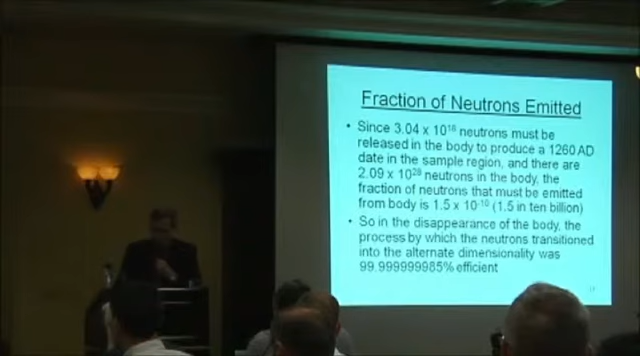 Fraction of Neutrons Emitted
• Since 3.04 x 10¹⁸ neutrons must be
released in the body to produce a 1260 AD
date in the sample region, and there are
2.09 x 10²⁸ neutrons in the body, the
fraction of neutrons that must be emitted
from body is 1.5 x 10⁻¹⁰ (1.5 in ten billion)
• So in the disappearance of the body, the
process by which the neutrons transitioned
into the alternate dimensionality was
99.999999985% efficient